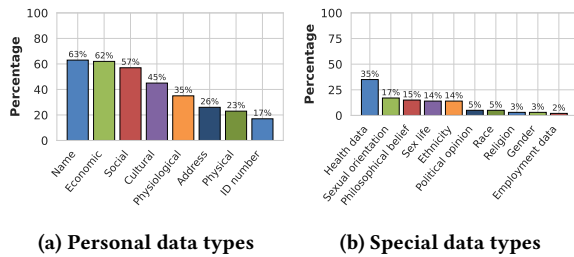 100
80
60
40
20
0
Percentage
63%
62%
57%
45%
35%
26%
23%
17%
Name
Economic
Social
Cultural
Physiological
Address
Physical
ID number
(a) Personal data types
100
75
50
25
0
Percentage
35%
17%
15%
14%
14%
5%
5%
3%
3%
2%
Health data
Sexual orientation
Philosophical belief
Sex life
Ethnicity
Political opinion
Race
Religion
Gender
Employment data
(b) Special data types